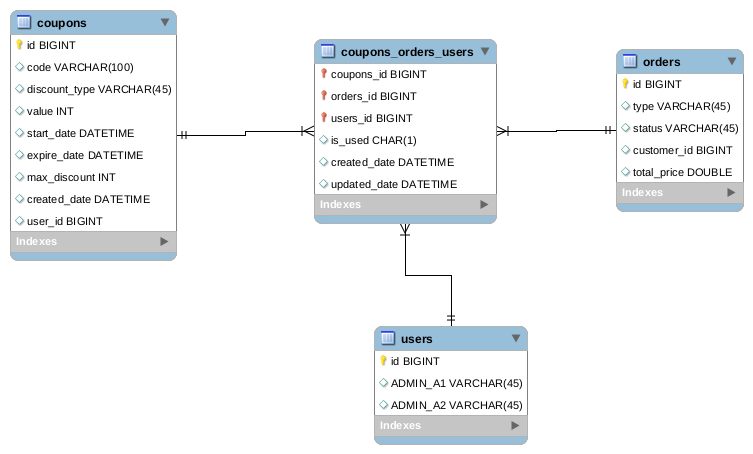 coupons
id BIGINT
code VARCHAR(100)
discount_type VARCHAR(45)
value INT
start_date DATETIME
expire_date DATETIME
max_discount INT
created_date DATETIME
user_id BIGINT
Indexes
coupons_orders_users
coupons_id BIGINT
orders_id BIGINT
users_id BIGINT
is_used CHAR(1)
created_date DATETIME
updated_date DATETIME
Indexes
orders
id BIGINT
type VARCHAR(45)
status VARCHAR(45)
customer_id BIGINT
total_price DOUBLE
Indexes
users
id BIGINT
ADMIN_A1 VARCHAR(45)
ADMIN_A2 VARCHAR(45)
Indexes